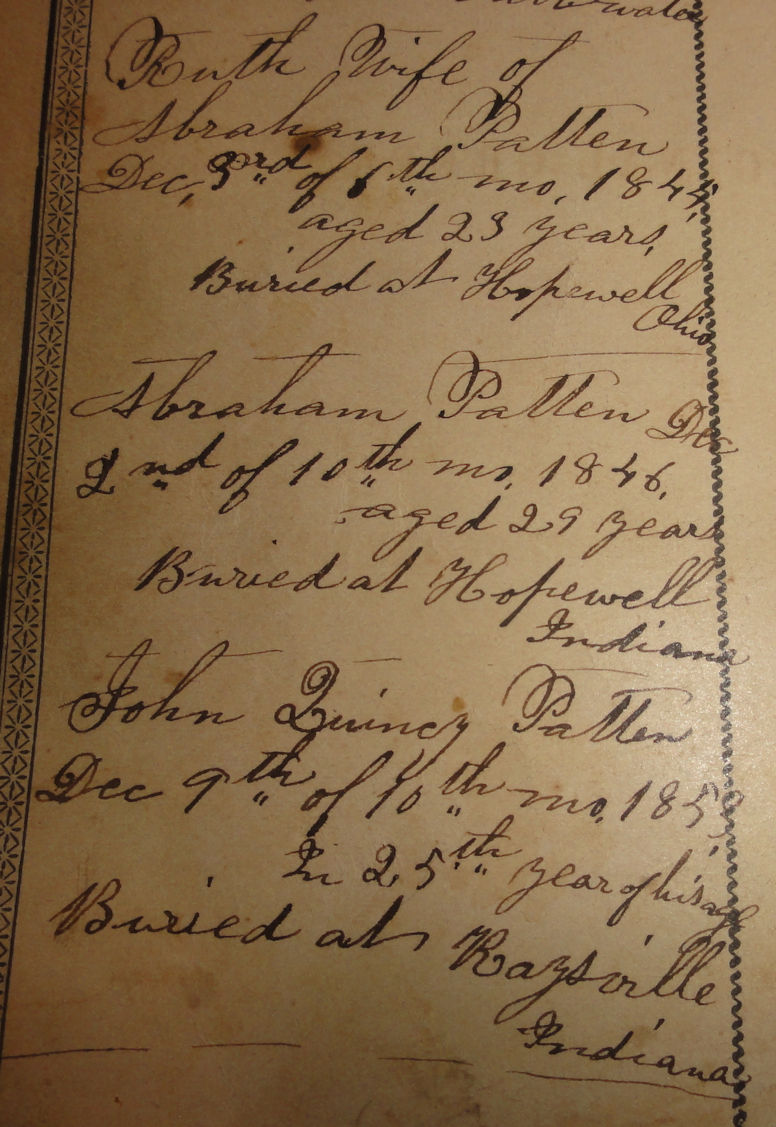 Ruth Wife of
Abraham Patten
Dec, 3rd of 6th mo. 1844,
aged 23 years,
Buried at Hopewell
Ohio
Abraham Patten Dec
2nd of 10th mo, 1846,
aged 29 years
Buried at Hopewell
Indiana
John Quincy Patten
Dec 9th of 10th mo, 185
In 25th year of his age
Buried at Raysville
Indiana